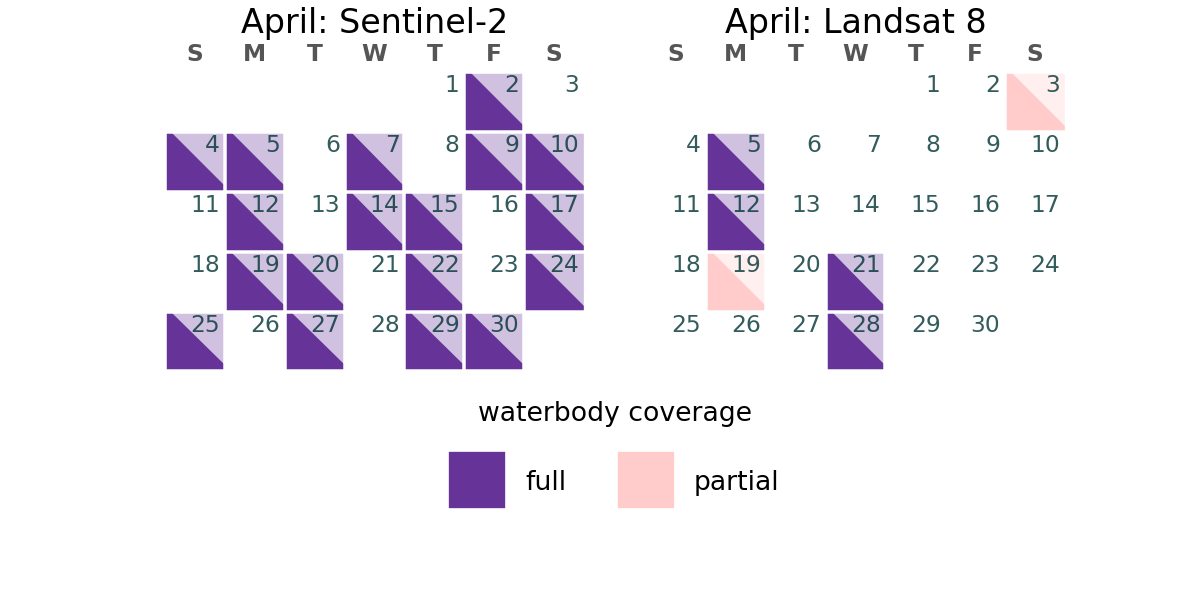 April: Sentinel-2
S M T W T F S
1 2 3
4 5 6 7 8 9 10
11 12 13 14 15 16 17
18 19 20 21 22 23 24
25 26 27 28 29 30
April: Landsat 8
S M T W T F S
1 2 3
4 5 6 7 8 9 10
11 12 13 14 15 16 17
18 19 20 21 22 23 24
25 26 27 28 29 30
waterbody coverage
full
partial